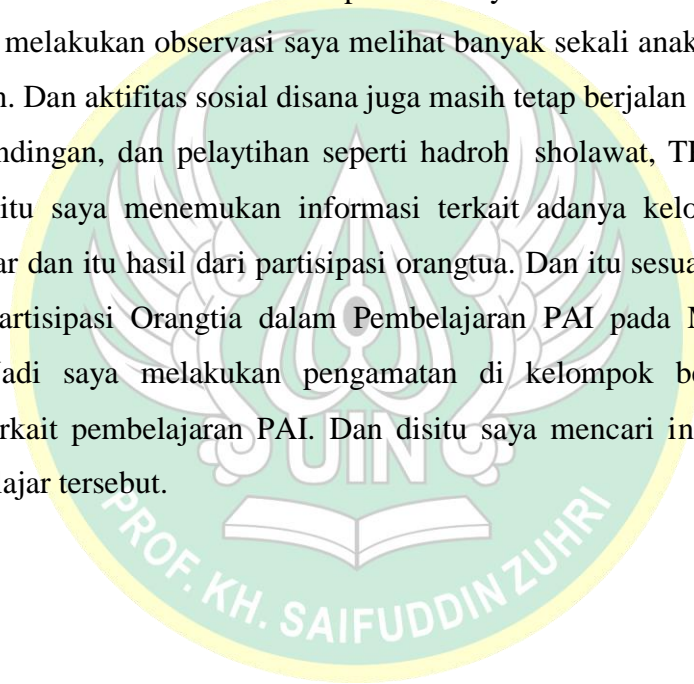 melakukan observasi saya melihat banyak sekali anak
n. Dan aktifitas sosial disana juga masih tetap berjalan
ndingan, dan pelaytihan seperti hadroh sholawat,
itu saya menemukan informasi terkait adanya kelo
ar dan itu hasil dari partisipasi orangtua. Dan itu sesua
artisipasi Orangtia dalam Pembelajaran PAI pada
adi saya melakukan pengamatan di kelompok be
rkait pembelajaran PAI. Dan disitu saya mencari in
ajar tersebut.
UIN
PROF. KH. SAIFUDDIN ZUHRI